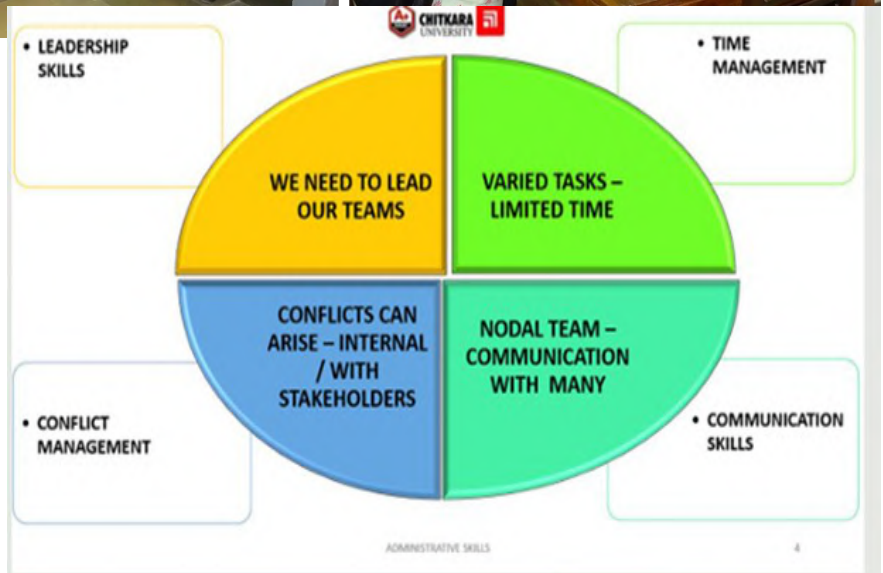 A+
CHITKARA
UNIVERSITY
• LEADERSHIP
SKILLS
• TIME
MANAGEMENT
WE NEED TO LEAD
OUR TEAMS
VARIED TASKS –
LIMITED TIME
CONFLICTS CAN
ARISE – INTERNAL
/ WITH
STAKEHOLDERS
NODAL TEAM –
COMMUNICATION
WITH MANY
• CONFLICT
MANAGEMENT
• COMMUNICATION
SKILLS
ADMINISTRATIVE SKILLS
4